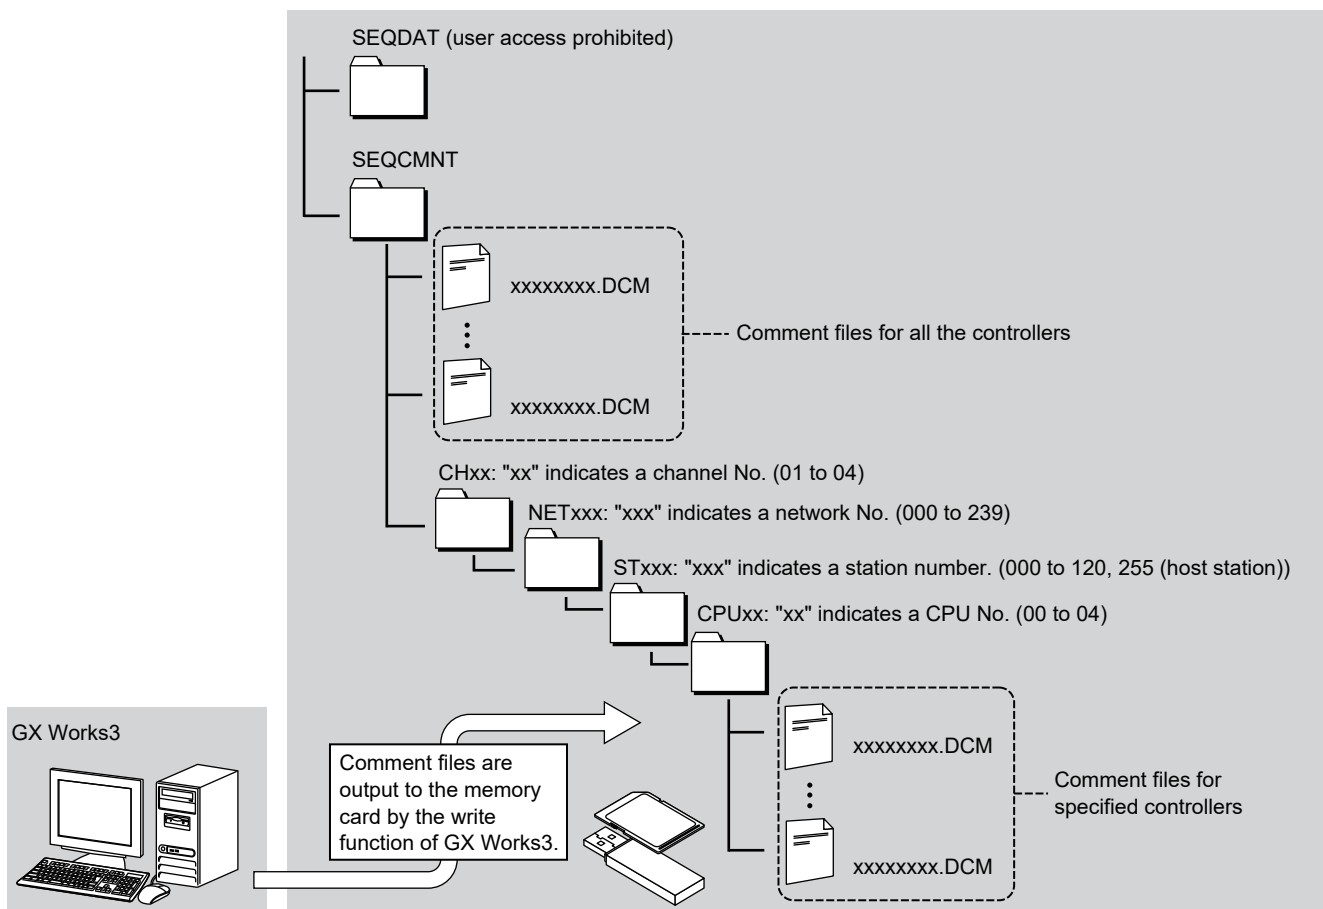 SEQDAT (user access prohibited)
SEQCMNT
xxxxxxxx.DCM
Comment files for all the controllers
xxxxxxxx.DCM
CHxx: "xx" indicates a channel No. (01 to 04)
NETxxx: "xxx" indicates a network No. (000 to 239)
STxxx: "xxx" indicates a station number. (000 to 120, 255 (host station))
CPUxx: "xx" indicates a CPU No. (00 to 04)
GX Works3
Comment files are
output to the memory
card by the write
function of GX Works3.
xxxxxxxx.DCM
Comment files for
specified controllers
xxxxxxxx.DCM